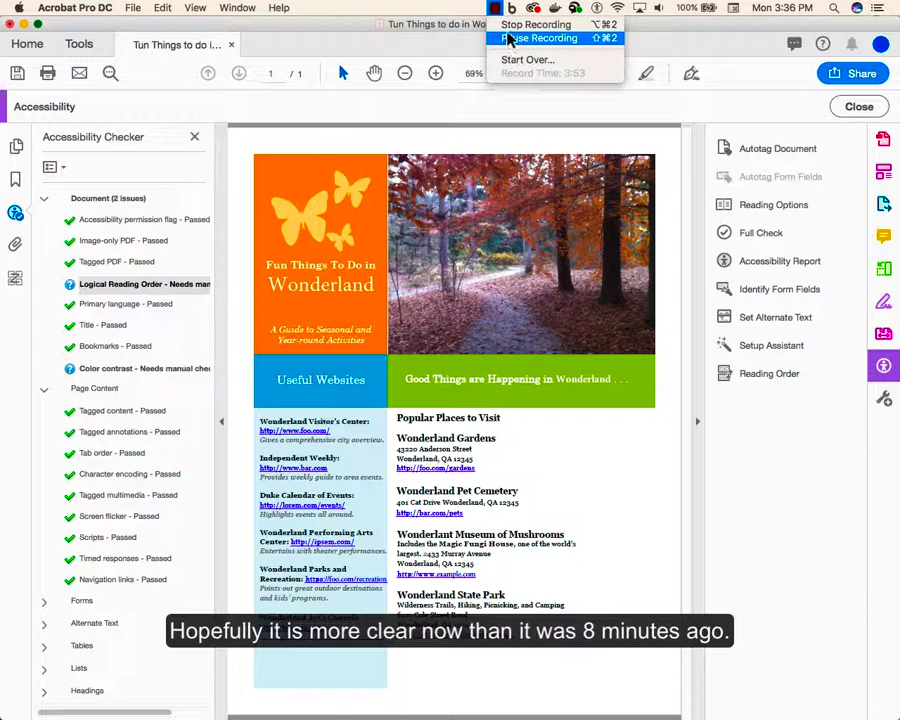 Acrobat Pro DC File Edit View Window Help 100% Mon 3:36 PM
Stop Recording ⌥⌘2
Pause Recording ⇧⌘2
Start Over...
Record Time: 3:53
Tun Things to do in Wo
Home Tools Tun Things to do i... ×
1 / 1 69% Share
Accessibility Close
Accessibility Checker
Document (2 issues)
Accessibility permission flag - Passed
Image-only PDF - Passed
Tagged PDF - Passed
Logical Reading Order - Needs man
Primary language - Passed
Title - Passed
Bookmarks - Passed
Color contrast - Needs manual chec
Page Content
Tagged content - Passed
Tagged annotations - Passed
Tab order - Passed
Character encoding - Passed
Tagged multimedia - Passed
Screen flicker - Passed
Scripts - Passed
Timed responses - Passed
Navigation links - Passed
Forms
Alternate Text
Tables
Lists
Headings
Fun Things To Do in
Wonderland
A Guide to Seasonal and
Year-round Activities
Useful Websites
Good Things are Happening in Wonderland . . .
Wonderland Visitor's Center:
http://www.foo.com/
Gives a comprehensive city overview.
Independent Weekly:
http://www.bar.com
Provides weekly guide to area events.
Duke Calendar of Events:
http://lorem.com/events/
Highlights events all around.
Wonderland Performing Arts
Center: http://ipsem.com/
Entertains with theater performances.
Wonderland Parks and
Recreation: https://foo.com/recreation
Points out great outdoor destinations
and kids' programs.
Popular Places to Visit
Wonderland Gardens
43220 Anderson Street
Wonderland, QA 12345
http://foo.com/gardens
Wonderland Pet Cemetery
401 Cat Drive Wonderland, QA 12345
http://bar.com/pets
Wonderlant Museum of Mushrooms
Includes the Magic Fungi House, one of the world's
largest. 2433 Murray Avenue
Wonderland, QA 12345
http://www.example.com
Wonderland State Park
Wilderness Trails, Hiking, Picnicking, and Camping
Autotag Document
Autotag Form Fields
Reading Options
Full Check
Accessibility Report
Identify Form Fields
Set Alternate Text
Setup Assistant
Reading Order
Hopefully it is more clear now than it was 8 minutes ago.